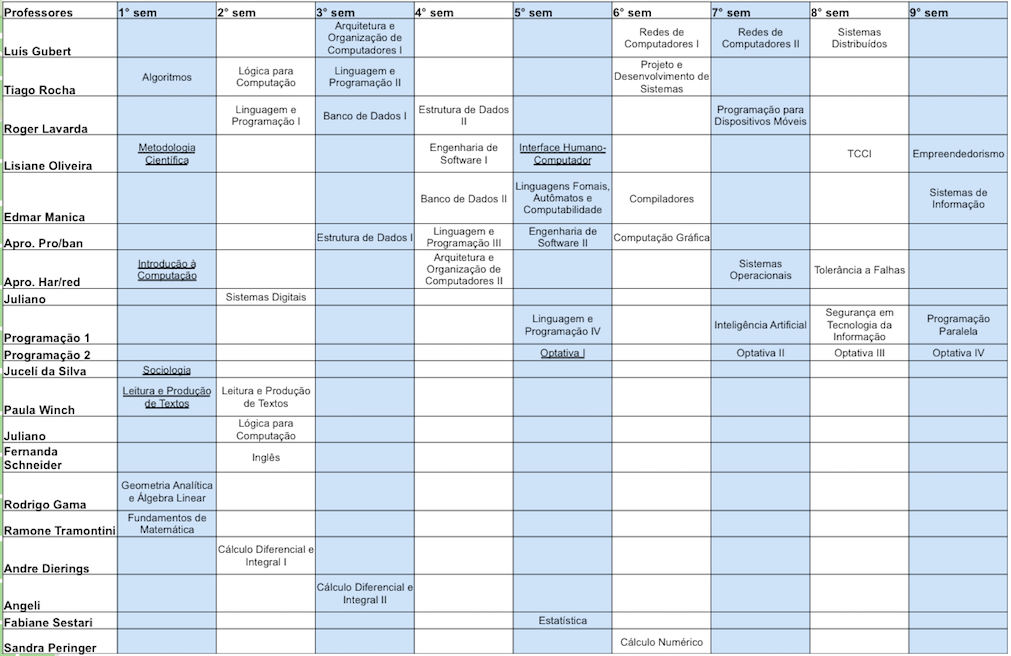 Professores 1° sem 2° sem 3° sem 4° sem 5° sem 6° sem 7° sem 8° sem 9° sem
Luís Gubert
Arquitetura e
Organização de
Computadores I
Redes de
Computadores I
Redes de
Computadores II
Sistemas
Distribuídos
Tiago Rocha
Algoritmos
Lógica para
Computação
Linguagem e
Programação II
Projeto e
Desenvolvimento de
Sistemas
Roger Lavarda
Linguagem e
Programação I
Banco de Dados I
Estrutura de Dados
II
Programação para
Dispositivos Móveis
Lisiane Oliveira
Metodologia
Científica
Engenharia de
Software I
Interface Humano-
Computador
TCCI
Empreendedorismo
Edmar Manica
Banco de Dados II
Linguagens Fomais,
Autômatos e
Computabilidade
Compiladores
Sistemas de
Informação
Apro. Pro/ban
Estrutura de Dados I
Linguagem e
Programação III
Engenharia de
Software II
Computação Gráfica
Apro. Har/red
Introdução à
Computação
Arquitetura e
Organização de
Computadores II
Sistemas
Operacionais
Tolerância a Falhas
Juliano
Sistemas Digitais
Programação 1
Linguagem e
Programação IV
Inteligência Artificial
Segurança em
Tecnologia da
Informação
Programação
Paralela
Programação 2
Optativa I
Optativa II
Optativa III
Optativa IV
Jucelí da Silva
Sociologia
Paula Winch
Leitura e Produção
de Textos
Leitura e Produção
de Textos
Juliano
Lógica para
Computação
Fernanda
Schneider
Inglês
Rodrigo Gama
Geometria Analítica
e Álgebra Linear
Ramone Tramontini
Fundamentos de
Matemática
Andre Dierings
Cálculo Diferencial e
Integral I
Angeli
Cálculo Diferencial e
Integral II
Fabiane Sestari
Estatística
Sandra Peringer
Cálculo Numérico